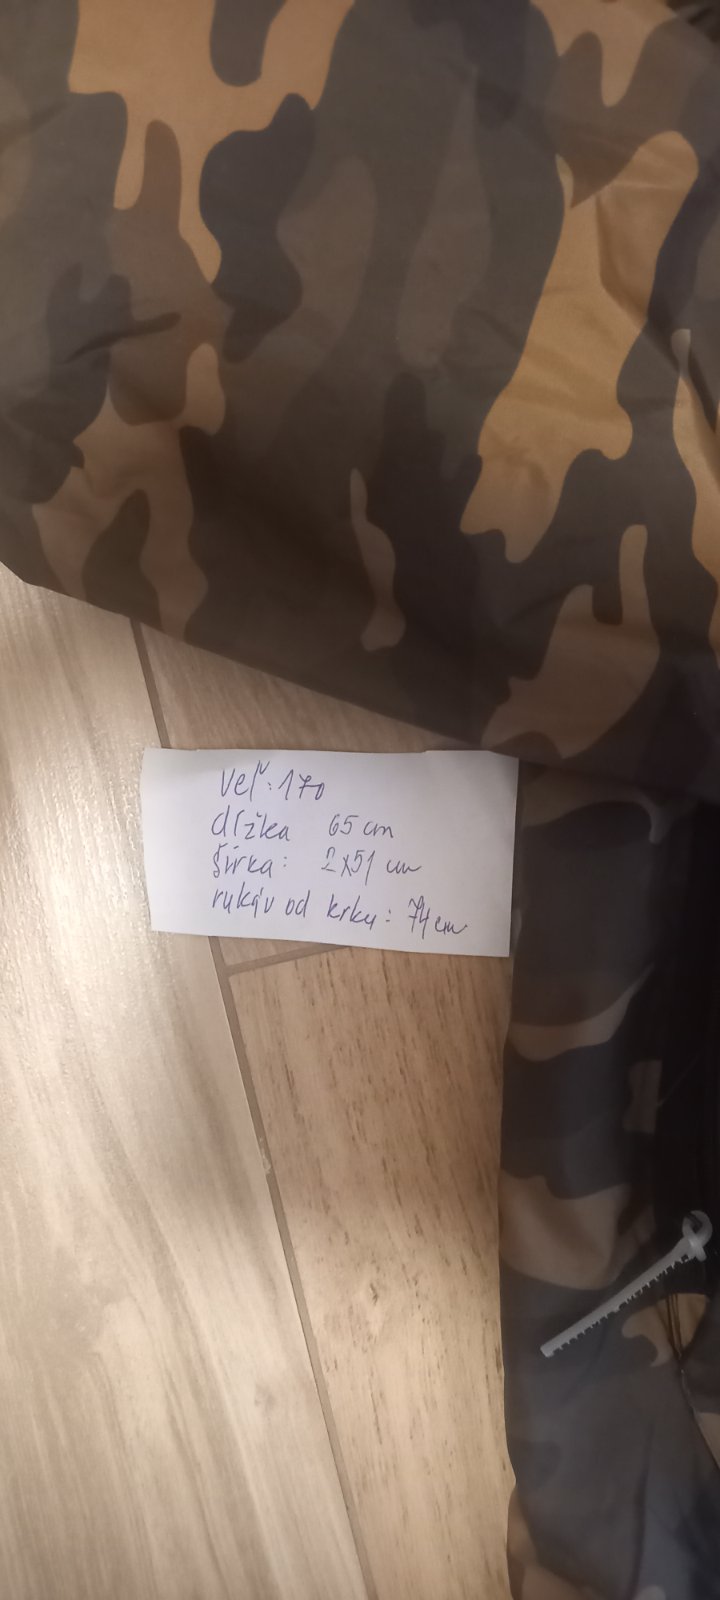 veľ: 170
dĺžka 65 cm
šírka: 2x51 cm
rukáv od krku: 74 cm